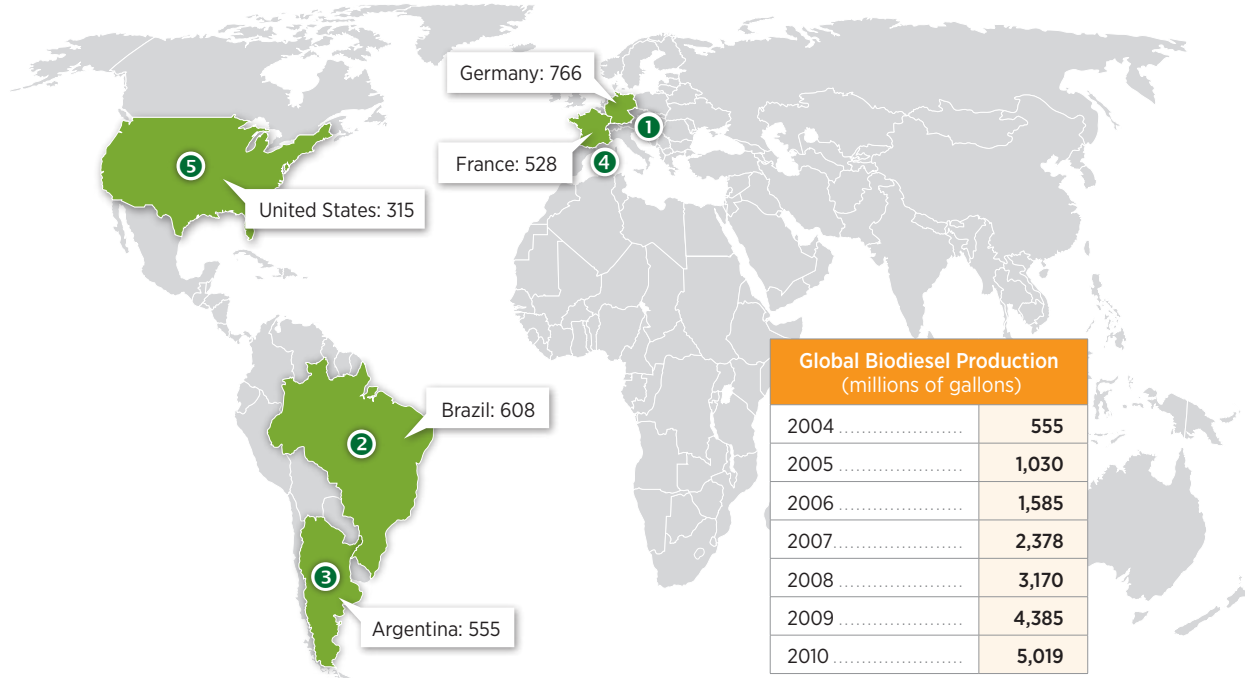 Germany: 766
1
France: 528
4
5
United States: 315
Brazil: 608
2
3
Argentina: 555
Global Biodiesel Production
(millions of gallons)
2004 ..................... 555
2005 ..................... 1,030
2006 ..................... 1,585
2007..................... 2,378
2008 ..................... 3,170
2009 ..................... 4,385
2010 ..................... 5,019